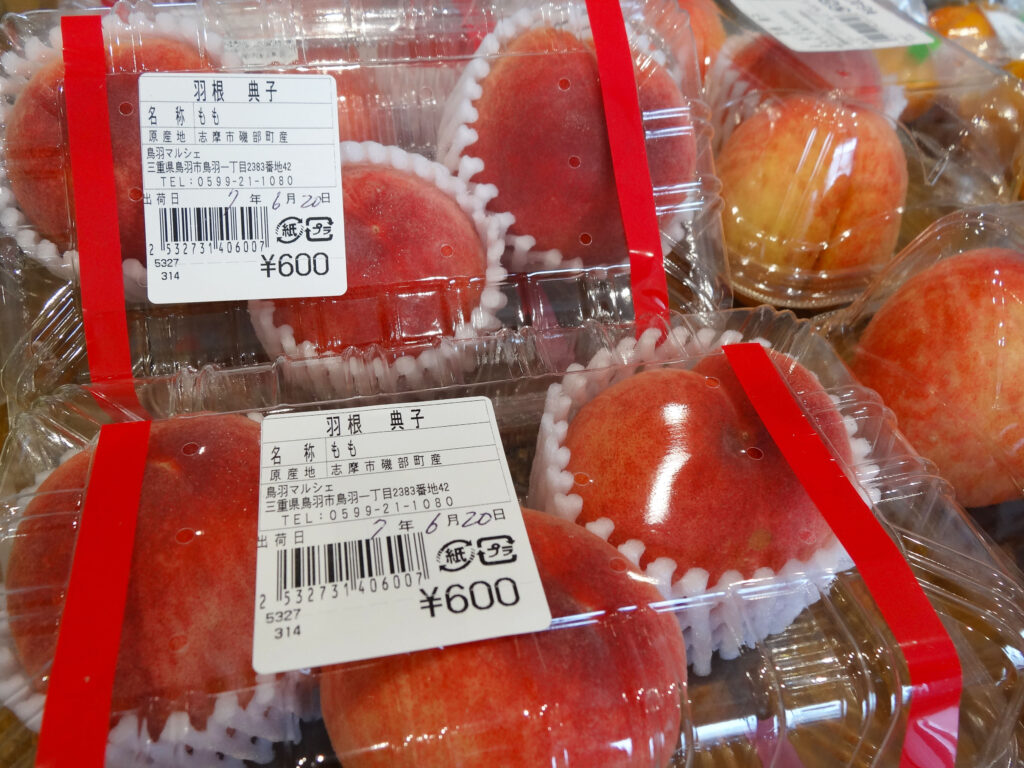 羽根 典子
名 称 もも
原産地 志摩市磯部町産
鳥羽マルシェ
三重県鳥羽市鳥羽一丁目2383番地42
TEL:0599-21-1080
出荷日 7年6月20日
2 532731 406007
紙 プラ
5327
314
¥600
羽根 典子
名 称 もも
原産地 志摩市磯部町産
鳥羽マルシェ
三重県鳥羽市鳥羽一丁目2383番地42
TEL:0599-21-1080
出荷日 7年6月20日
2 532731 406007
紙 プラ
5327
314
¥600